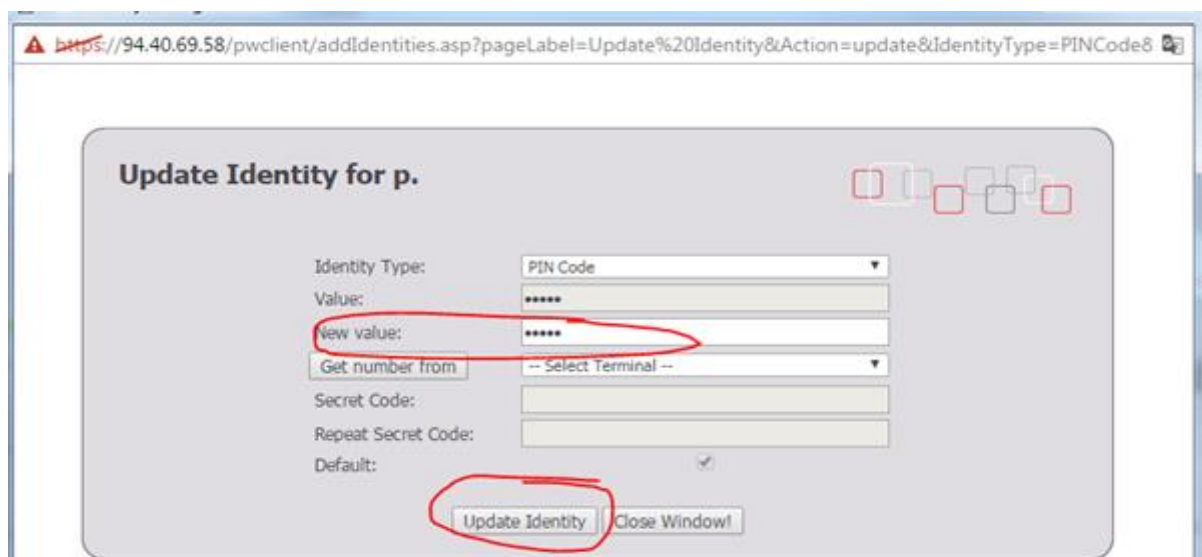 https://94.40.69.58/pwclient/addIdentities.asp?pageLabel=Update%20Identity&Action=update&IdentityType=PINCode8
Update Identity for p.
Identity Type: PIN Code
Value: •••••
New value: •••••
Get number from -- Select Terminal --
Secret Code:
Repeat Secret Code:
Default:
Update Identity Close Window!